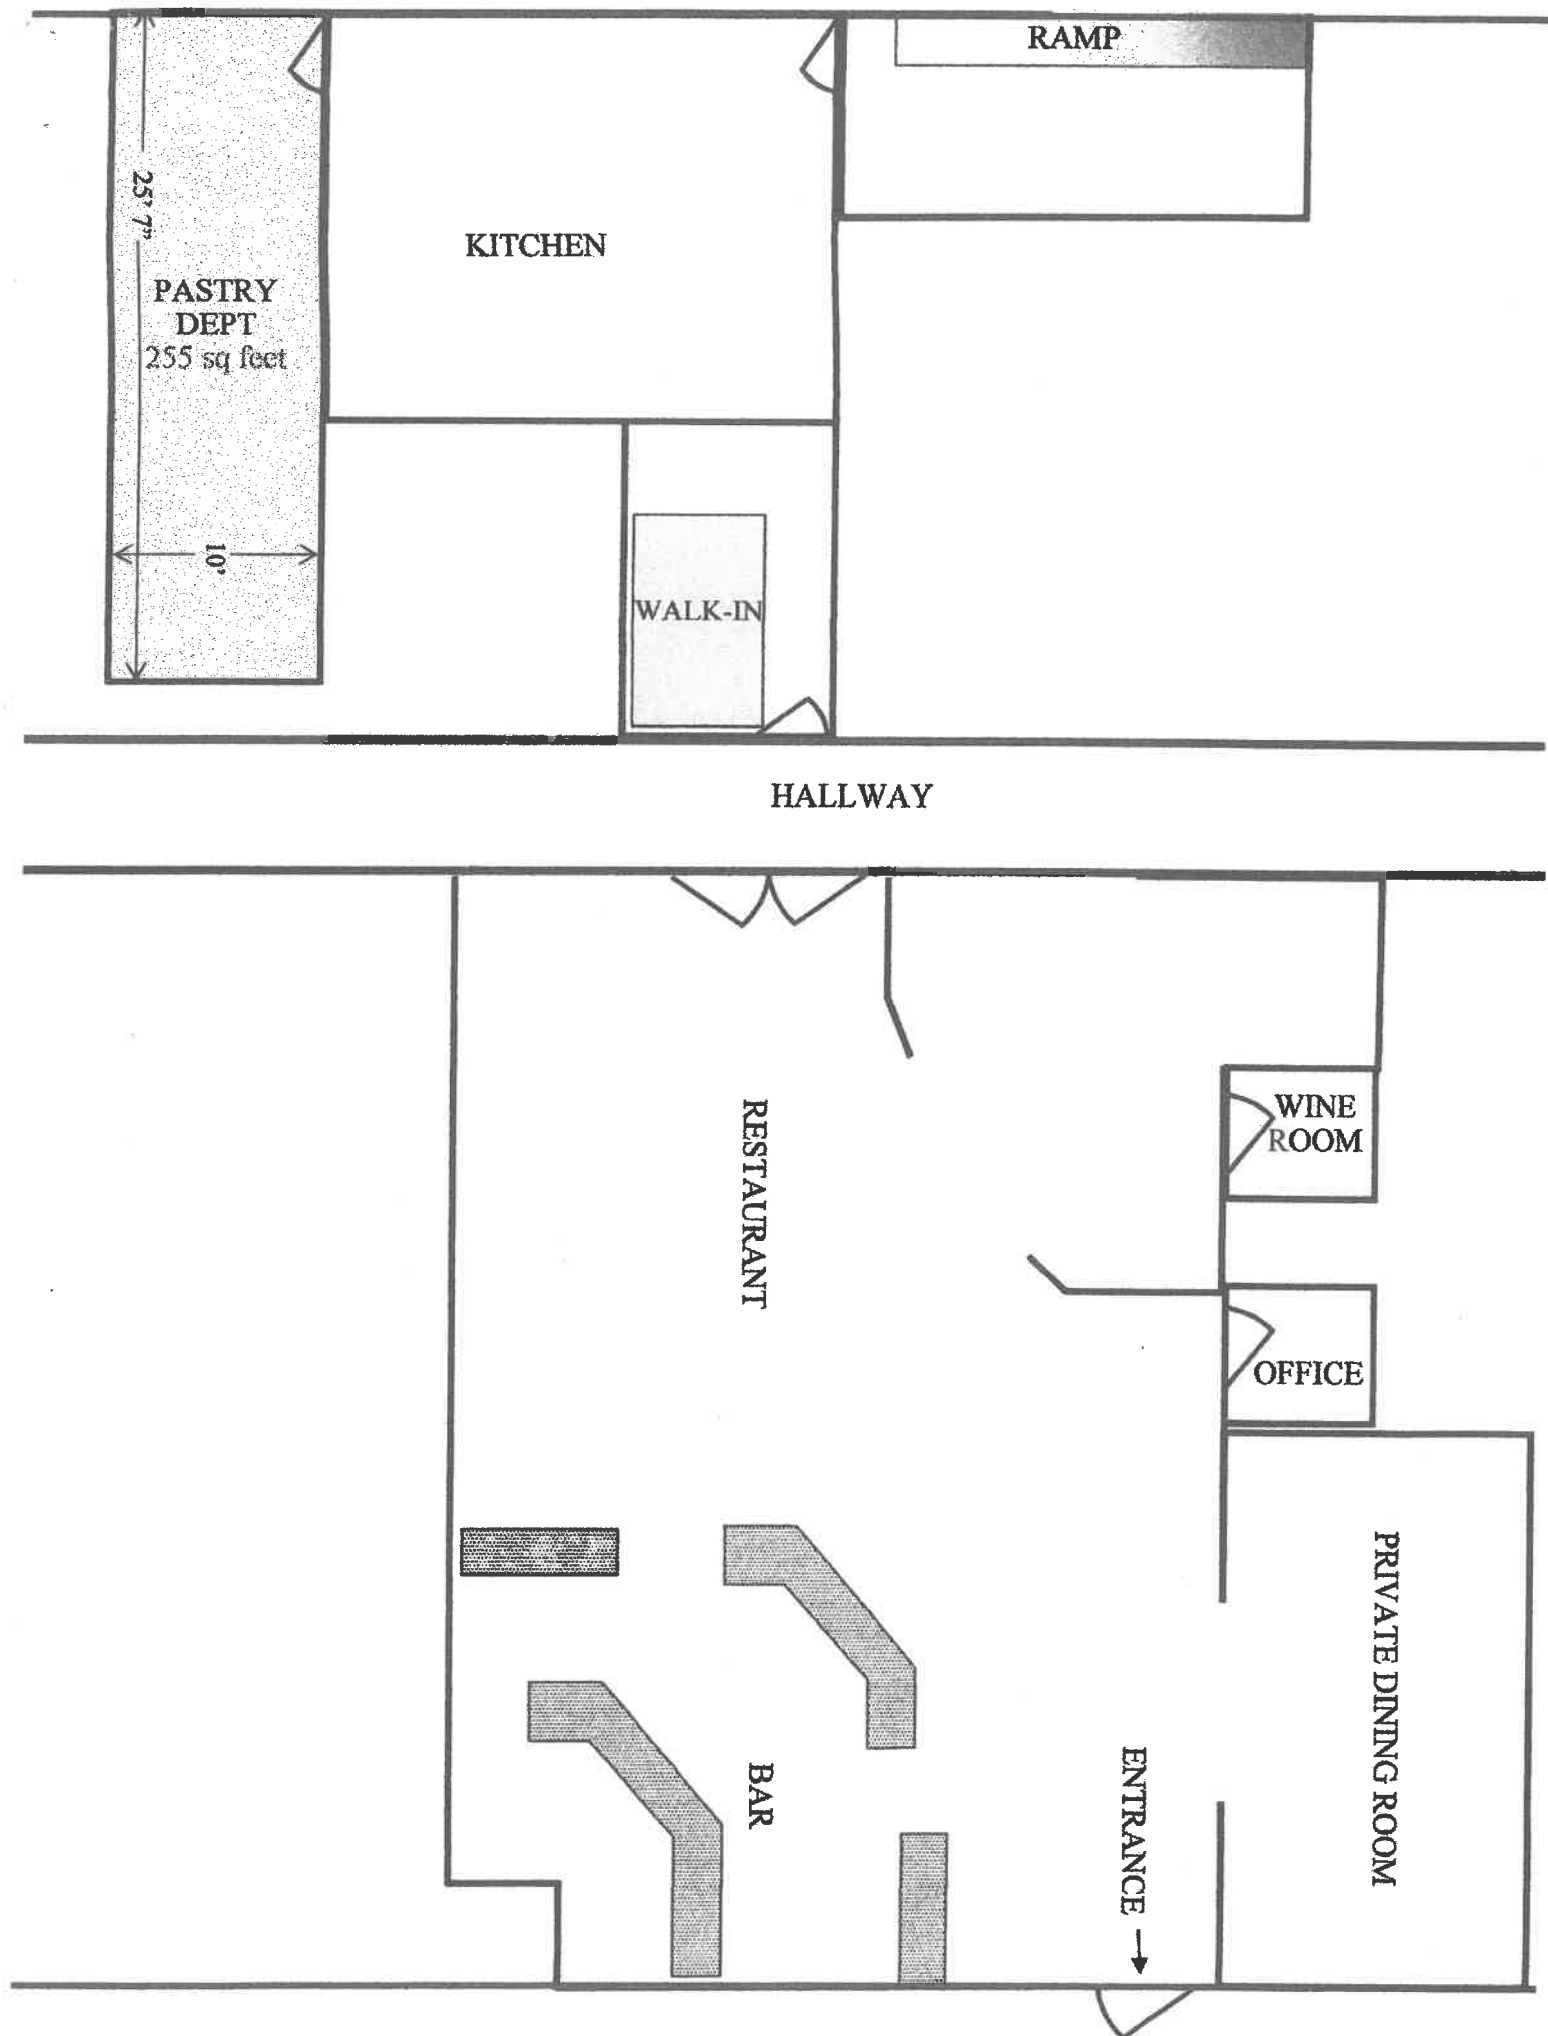 RAMP
25' 7"
KITCHEN
PASTRY
DEPT
255 sq feet
10'
WALK-IN
HALLWAY
RESTAURANT
WINE
ROOM
OFFICE
PRIVATE DINING ROOM
BAR
ENTRANCE